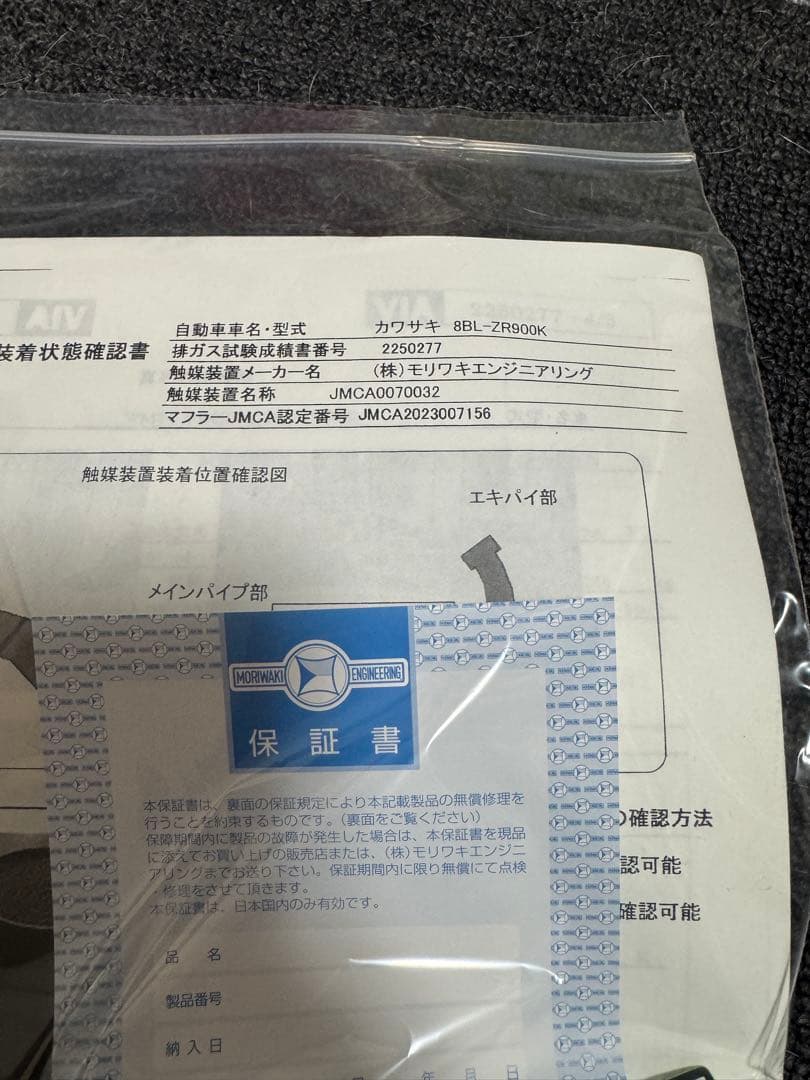 自動車車名・型式 カワサキ 8BL-ZR900K
装着状態確認書 排ガス試験成績書番号 2250277
触媒装置メーカー名 （株）モリワキエンジニアリング
触媒装置名称 JMCA0070032
マフラーJMCA認定番号 JMCA2023007156
触媒装置装着位置確認図
エキパイ部
メインパイプ部
MORIWAKI ENGINEERING
保証書
本保証書は、裏面の保証規定により本記載製品の無償修理を
行うことを約束するものです。（裏面をご覧ください）
保障期間内に製品の故障が発生した場合は、本保証書を現品
に添えてお買い上げの販売店または、（株）モリワキエンジニ
アリングまでお送り下さい。保証期間内に限り無償にて点検
・修理をさせて頂きます。
本保証書は、日本国内のみ有効です。
の確認方法
認可能
確認可能
品名
製品番号
納入日
年 月 日